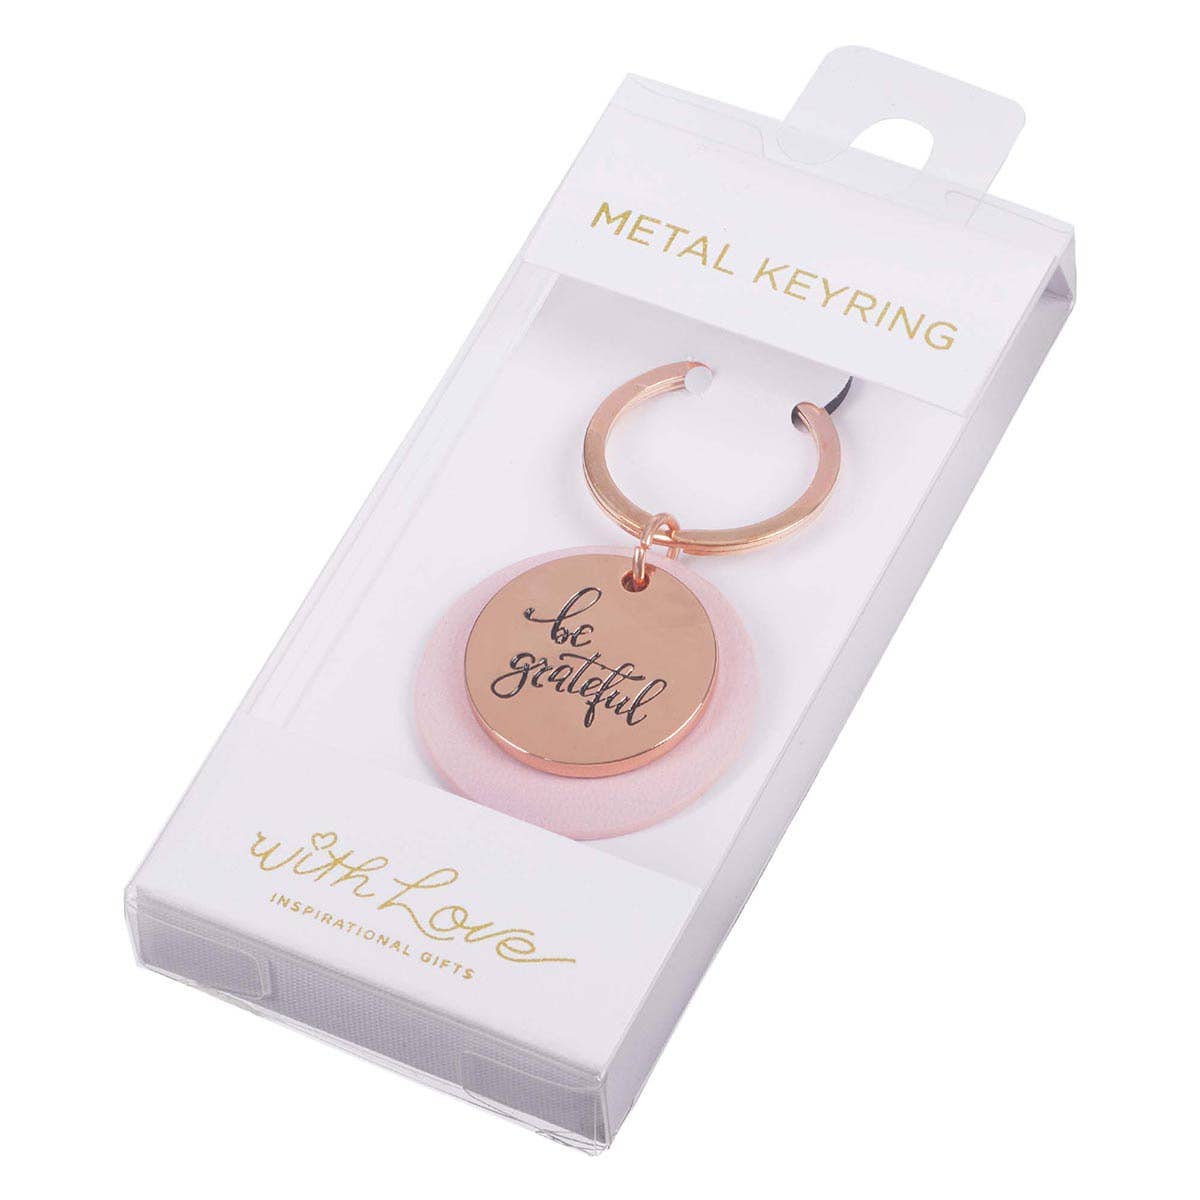 METAL KEYRING
be
grateful
with Love
INSPIRATIONAL GIFTS